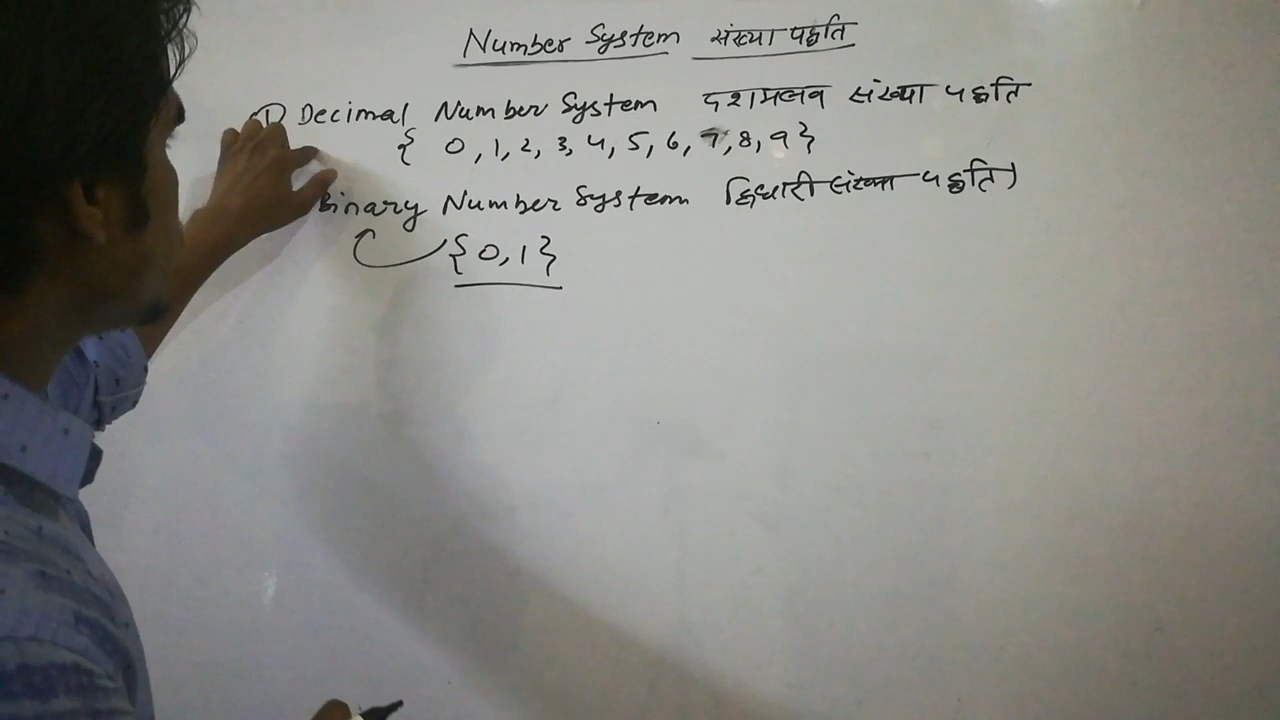 Number System संख्या पद्धति
① Decimal Number System दशमलव संख्या पद्धति
{ 0, 1, 2, 3, 4, 5, 6, 7, 8, 9 }
Binary Number System द्विधारी संख्या पद्धति)
{0, 1}